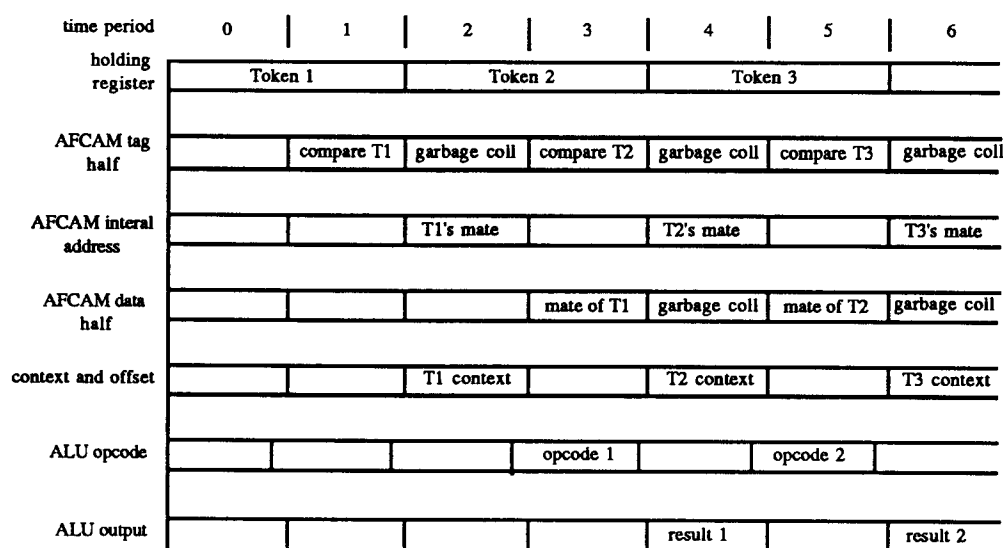 time period 0 1 2 3 4 5 6
holding register Token 1 Token 2 Token 3
AFCAM tag half compare T1 garbage coll compare T2 garbage coll compare T3 garbage coll
AFCAM interal address T1's mate T2's mate T3's mate
AFCAM data half mate of T1 garbage coll mate of T2 garbage coll
context and offset T1 context T2 context T3 context
ALU opcode opcode 1 opcode 2
ALU output result 1 result 2